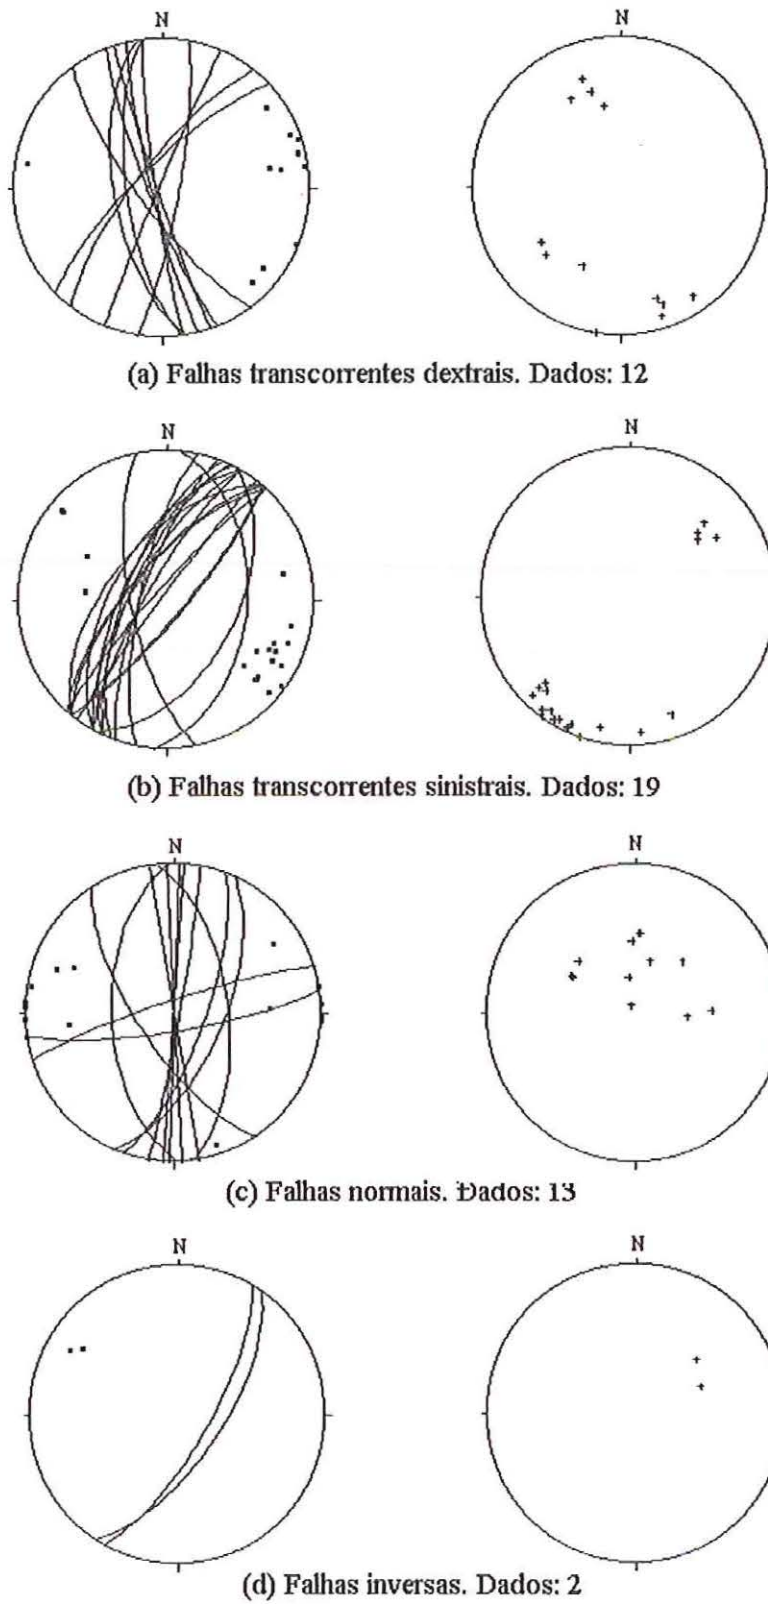 N N
(a) Falhas transcorrentes dextrais. Dados: 12
N N
(b) Falhas transcorrentes sinistrais. Dados: 19
N N
(c) Falhas normais. Dados: 13
N N
(d) Falhas inversas. Dados: 2